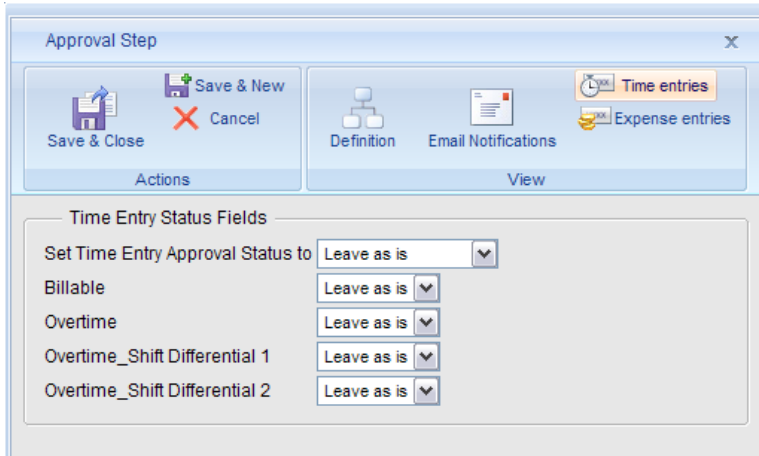 Approval Step
x
Save & New
Cancel
Save & Close
Actions
Definition
Email Notifications
Time entries
Expense entries
View
Time Entry Status Fields
Set Time Entry Approval Status to Leave as is
Billable Leave as is
Overtime Leave as is
Overtime_Shift Differential 1 Leave as is
Overtime_Shift Differential 2 Leave as is